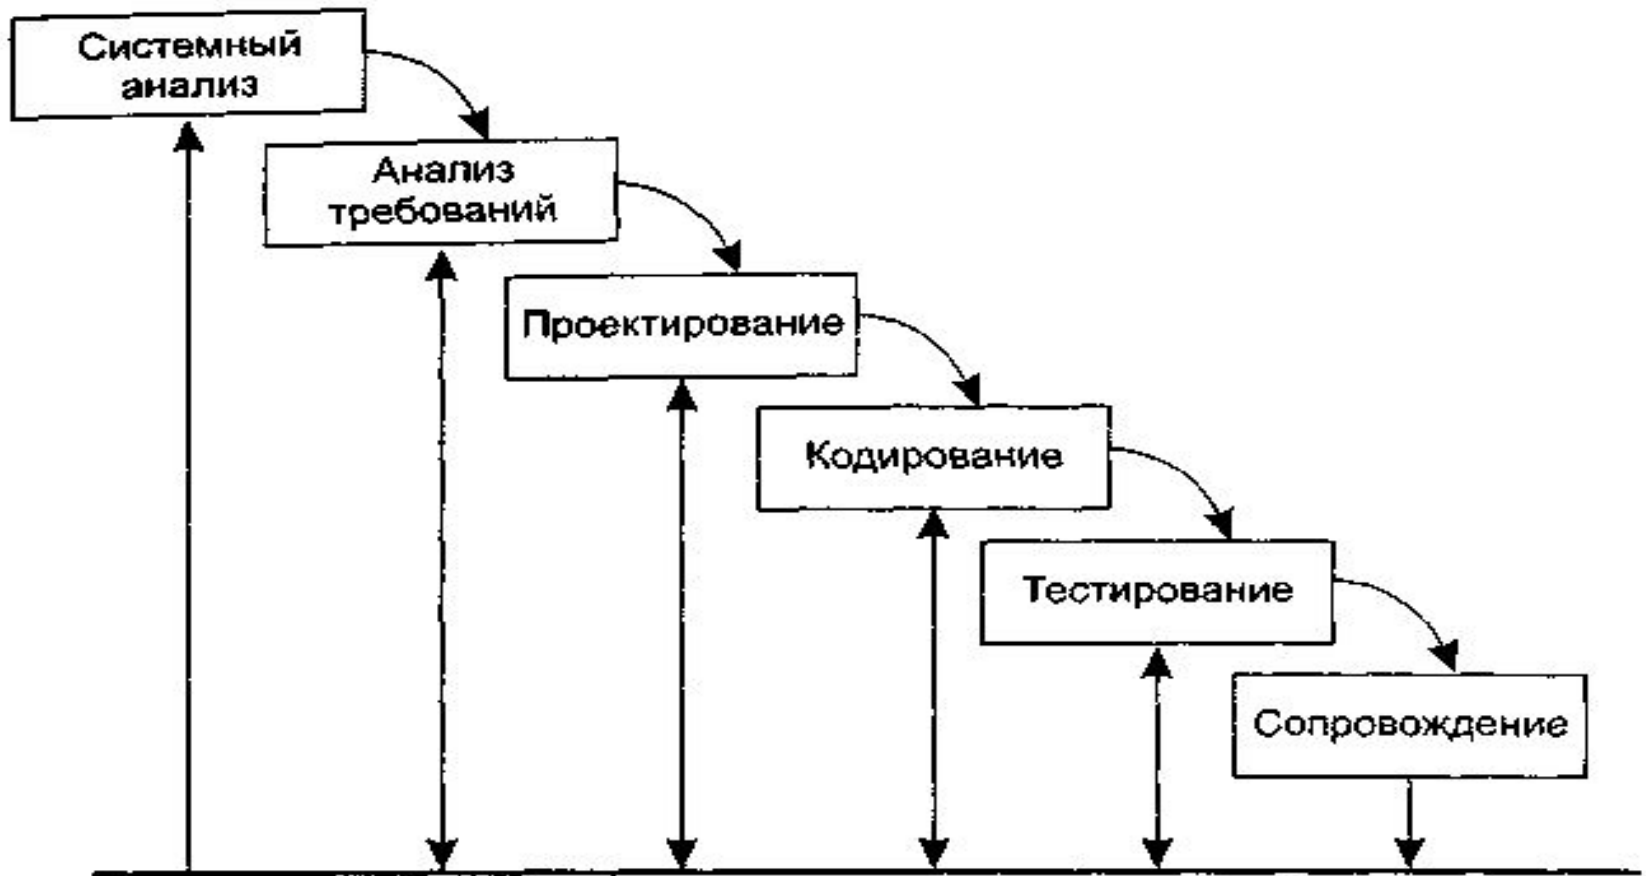 Системный
анализ
Анализ
требований
Проектирование
Кодирование
Тестирование
Сопровождение